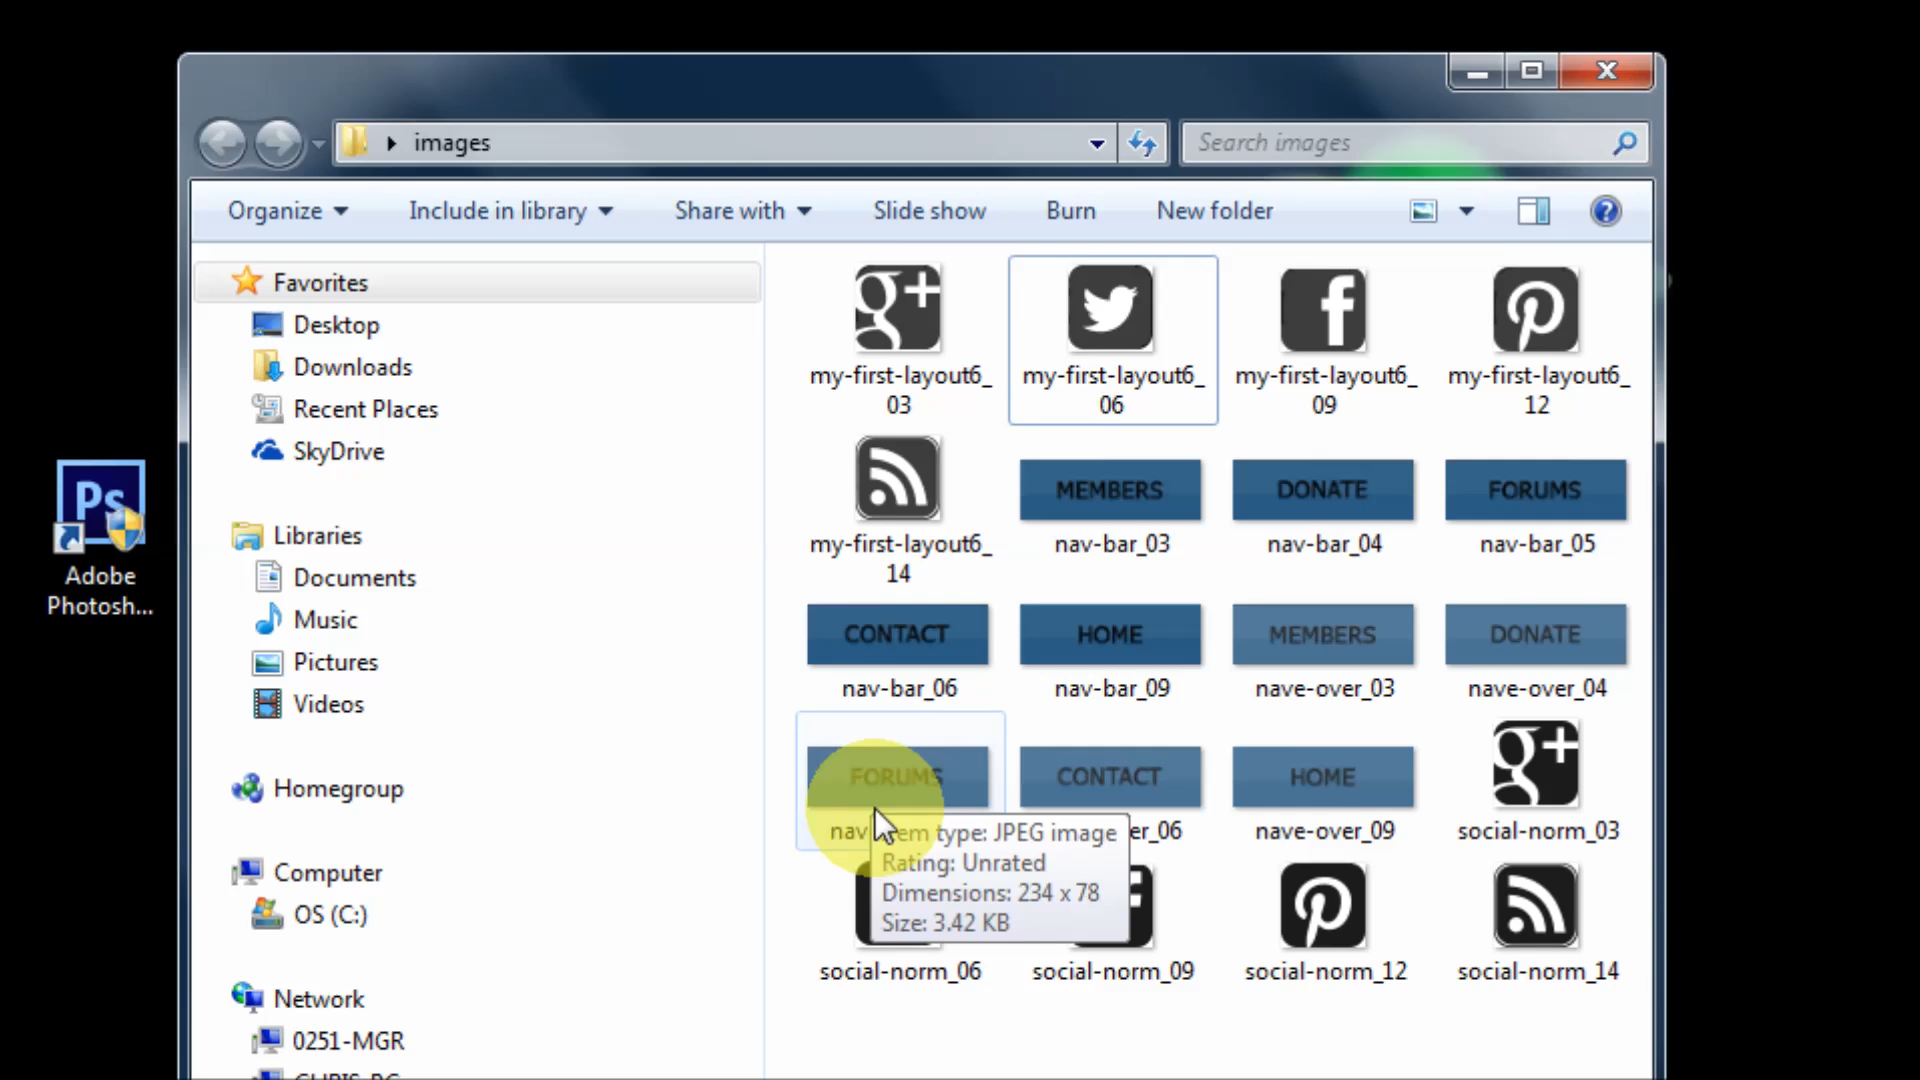 images
Search images
Organize
Include in library
Share with
Slide show
Burn
New folder
Favorites
Desktop
Downloads
Recent Places
SkyDrive
Libraries
Documents
Music
Pictures
Videos
Homegroup
Computer
OS (C:)
Network
0251-MGR
Ps
Adobe
Photosh...
g+
my-first-layout6_
03
my-first-layout6_
06
f
my-first-layout6_
09
my-first-layout6_
12
my-first-layout6_
14
MEMBERS
nav-bar_03
DONATE
nav-bar_04
FORUMS
nav-bar_05
CONTACT
nav-bar_06
HOME
nav-bar_09
MEMBERS
nave-over_03
DONATE
nave-over_04
FORUMS
nav
CONTACT
er_06
HOME
nave-over_09
g+
social-norm_03
em type: JPEG image
Rating: Unrated
Dimensions: 234 x 78
Size: 3.42 KB
social-norm_06
social-norm_09
social-norm_12
social-norm_14